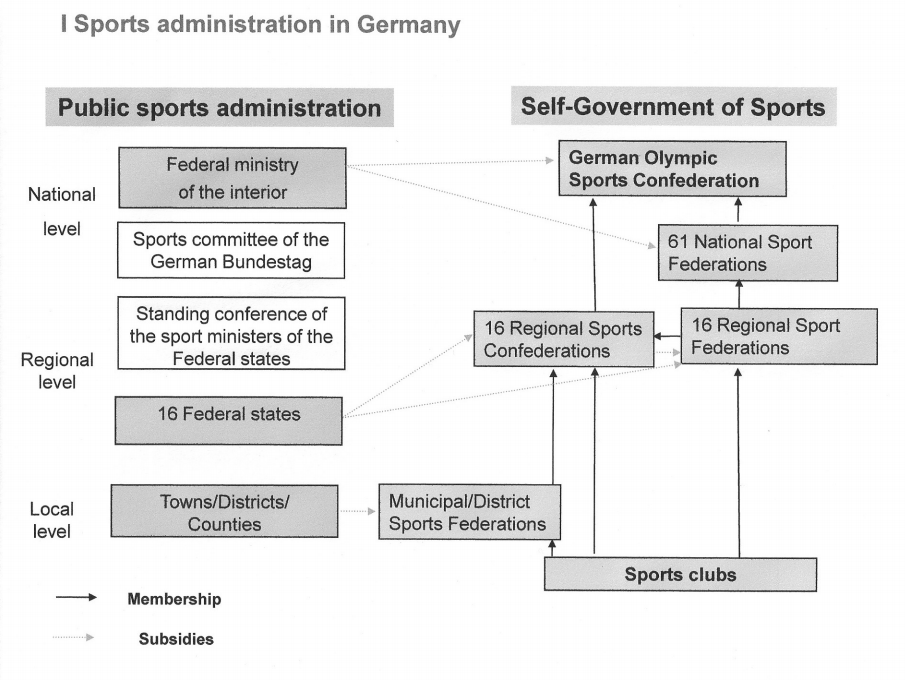 I Sports administration in Germany
Public sports administration
Self-Government of Sports
National
level
Federal ministry
of the interior
German Olympic
Sports Confederation
Sports committee of the
German Bundestag
61 National Sport
Federations
Regional
level
Standing conference of
the sport ministers of the
Federal states
16 Regional Sports
Confederations
16 Regional Sport
Federations
16 Federal states
Local
level
Towns/Districts/
Counties
Municipal/District
Sports Federations
Sports clubs
Membership
Subsidies